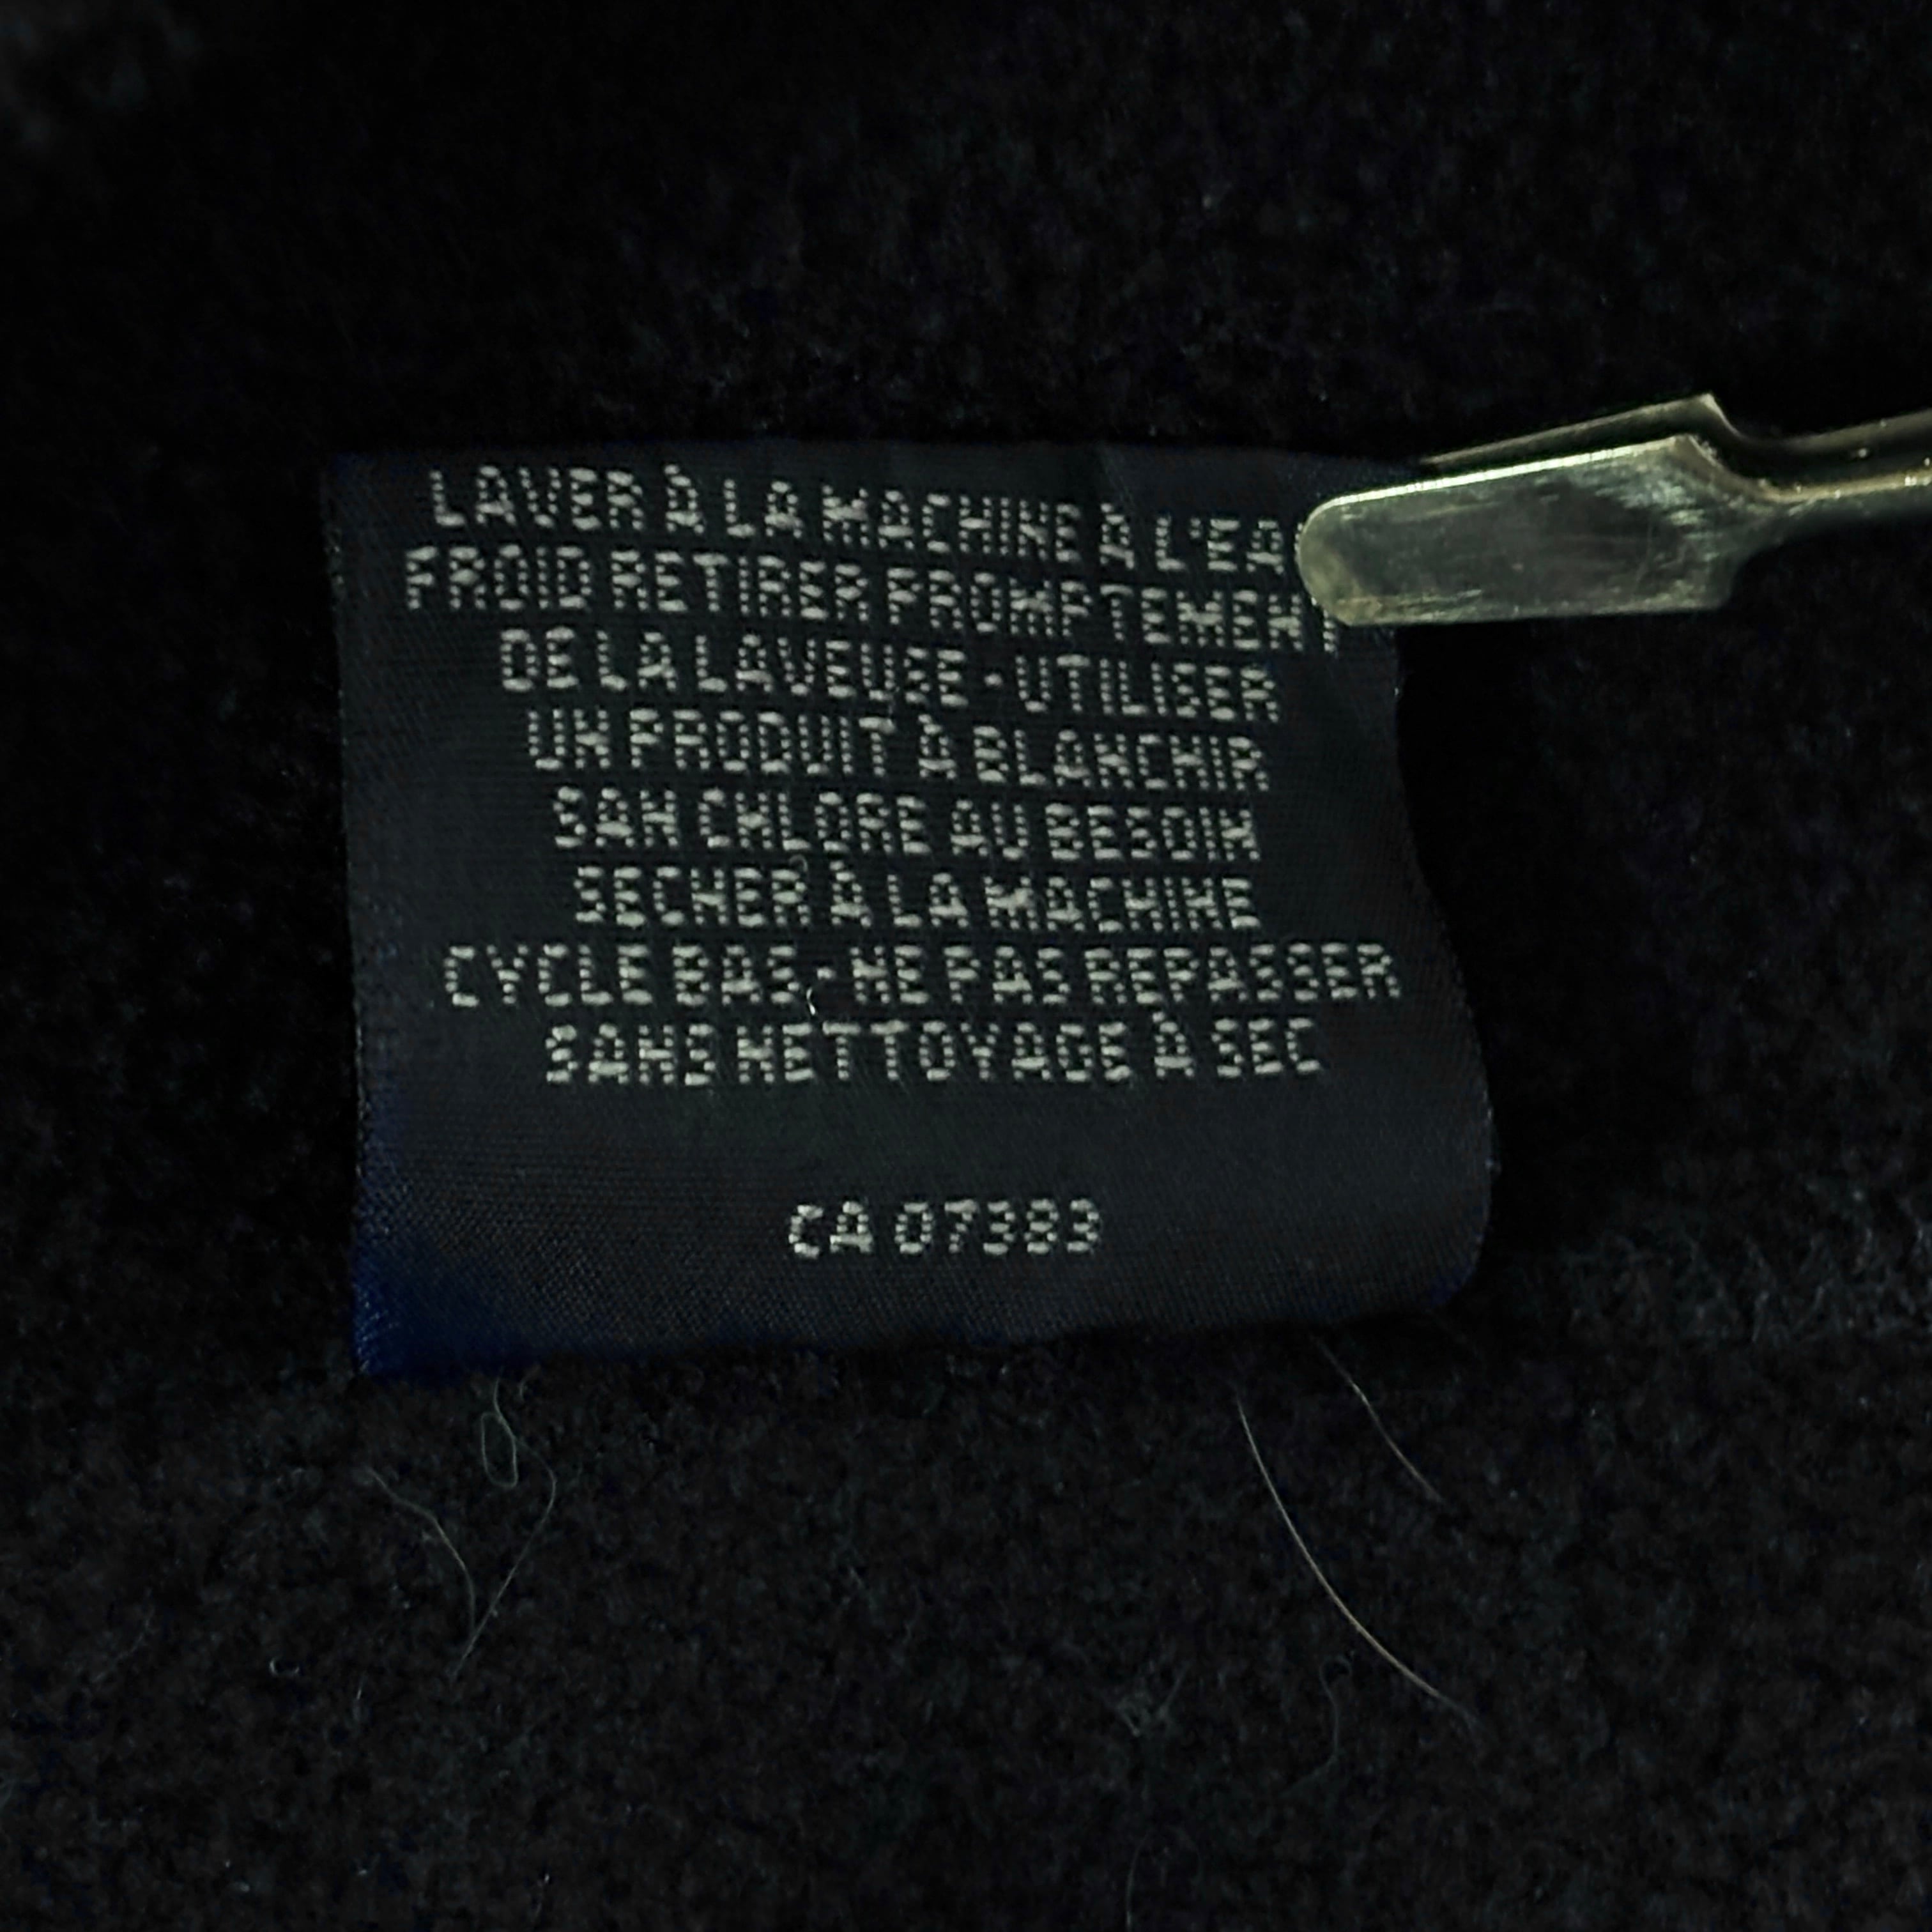 LAVER À LA MACHINE À L'EA
FROID RETIRER PROMPTEMENT
DE LA LAVEUSE - UTILISER
UN PRODUIT À BLANCHIR
SAN CHLORE AU BESOIN
SECHER À LA MACHINE
CYCLE BAS - NE PAS REPASSER
SANS NETTOYAGE À SEC
CA 07383